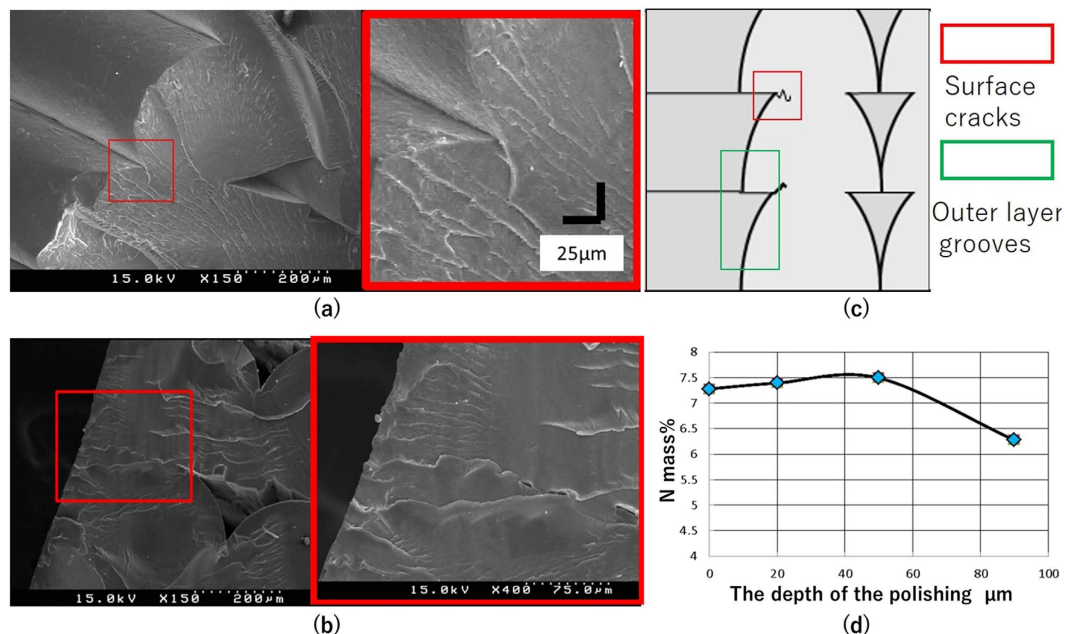 15.0kV X150 200μm
25μm
(a)
Surface
cracks
Outer layer
grooves
(c)
15.0kV X150 200μm
15.0kV X400 75.0μm
(b)
8
7.5
7
6.5
6
5.5
5
4.5
4
N mass%
0 20 40 60 80 100
The depth of the polishing μm
(d)